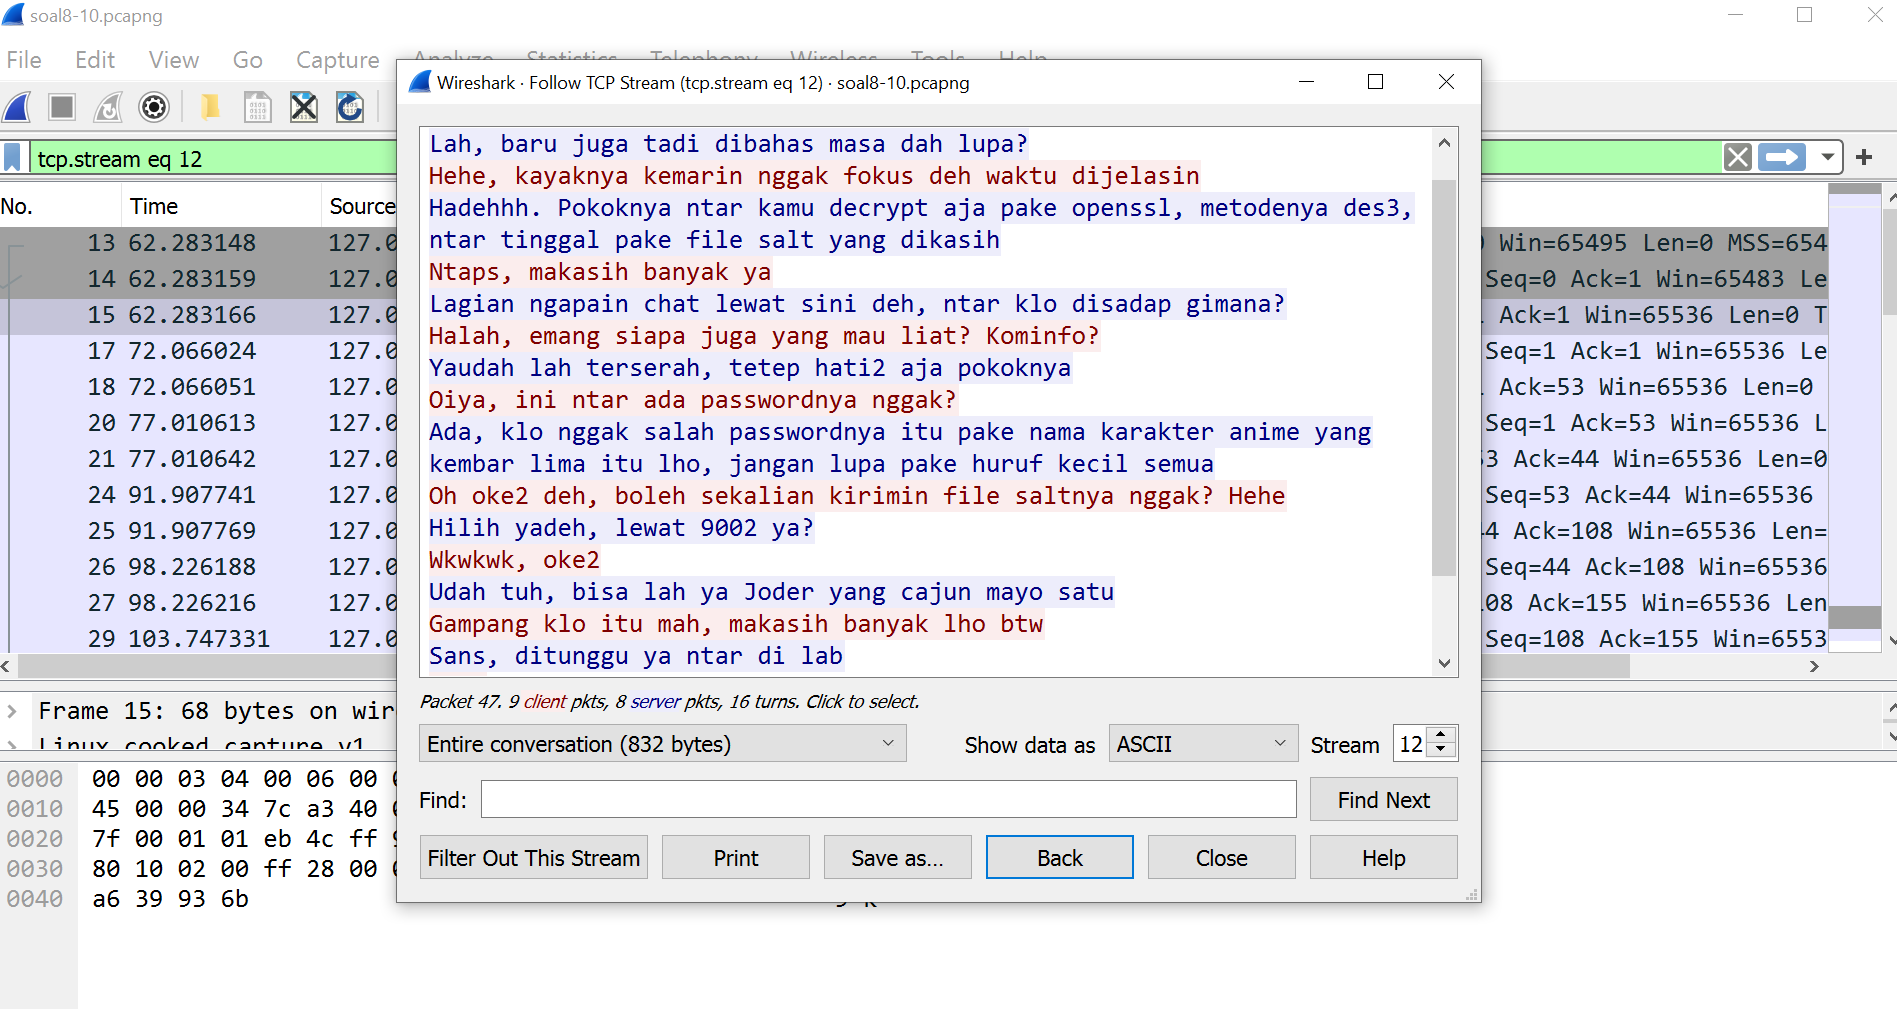 soal8-10.pcapng
File Edit View Go Capture Analyze Statistics Telephony Wireless Tools Help
Wireshark · Follow TCP Stream (tcp.stream eq 12) · soal8-10.pcapng
tcp.stream eq 12
No. Time Source
13 62.283148 127.0
14 62.283159 127.0
15 62.283166 127.0
17 72.066024 127.0
18 72.066051 127.0
20 77.010613 127.0
21 77.010642 127.0
24 91.907741 127.0
25 91.907769 127.0
26 98.226188 127.0
27 98.226216 127.0
29 103.747331 127.0
Lah, baru juga tadi dibahas masa dah lupa?
Hehe, kayaknya kemarin nggak fokus deh waktu dijelasin
Hadehhh. Pokoknya ntar kamu decrypt aja pake openssl, metodenya des3,
ntar tinggal pake file salt yang dikasih
Ntaps, makasih banyak ya
Lagian ngapain chat lewat sini deh, ntar klo disadap gimana?
Halah, emang siapa juga yang mau liat? Kominfo?
Yaudah lah terserah, tetep hati2 aja pokoknya
Oiya, ini ntar ada passwordnya nggak?
Ada, klo nggak salah passwordnya itu pake nama karakter anime yang
kembar lima itu lho, jangan lupa pake huruf kecil semua
Oh oke2 deh, boleh sekalian kirimin file saltnya nggak? Hehe
Hilih yadeh, lewat 9002 ya?
Wkwkwk, oke2
Udah tuh, bisa lah ya Joder yang cajun mayo satu
Gampang klo itu mah, makasih banyak lho btw
Sans, ditunggu ya ntar di lab
Win=65495 Len=0 MSS=654
Seq=0 Ack=1 Win=65483 Le
Ack=1 Win=65536 Len=0 T
Seq=1 Ack=1 Win=65536 Le
Ack=53 Win=65536 Len=0
Seq=1 Ack=53 Win=65536 L
3 Ack=44 Win=65536 Len=0
Seq=53 Ack=44 Win=65536
4 Ack=108 Win=65536 Len=
Seq=44 Ack=108 Win=65536
08 Ack=155 Win=65536 Len
Seq=108 Ack=155 Win=6553
Packet 47. 9 client pkts, 8 server pkts, 16 turns. Click to select.
Entire conversation (832 bytes) Show data as ASCII Stream 12
Find: Find Next
Filter Out This Stream Print Save as... Back Close Help
Frame 15: 68 bytes on wir
Linux cooked capture v1
0000 00 00 03 04 00 06 00
0010 45 00 00 34 7c a3 40
0020 7f 00 01 01 eb 4c ff
0030 80 10 02 00 ff 28 00
0040 a6 39 93 6b